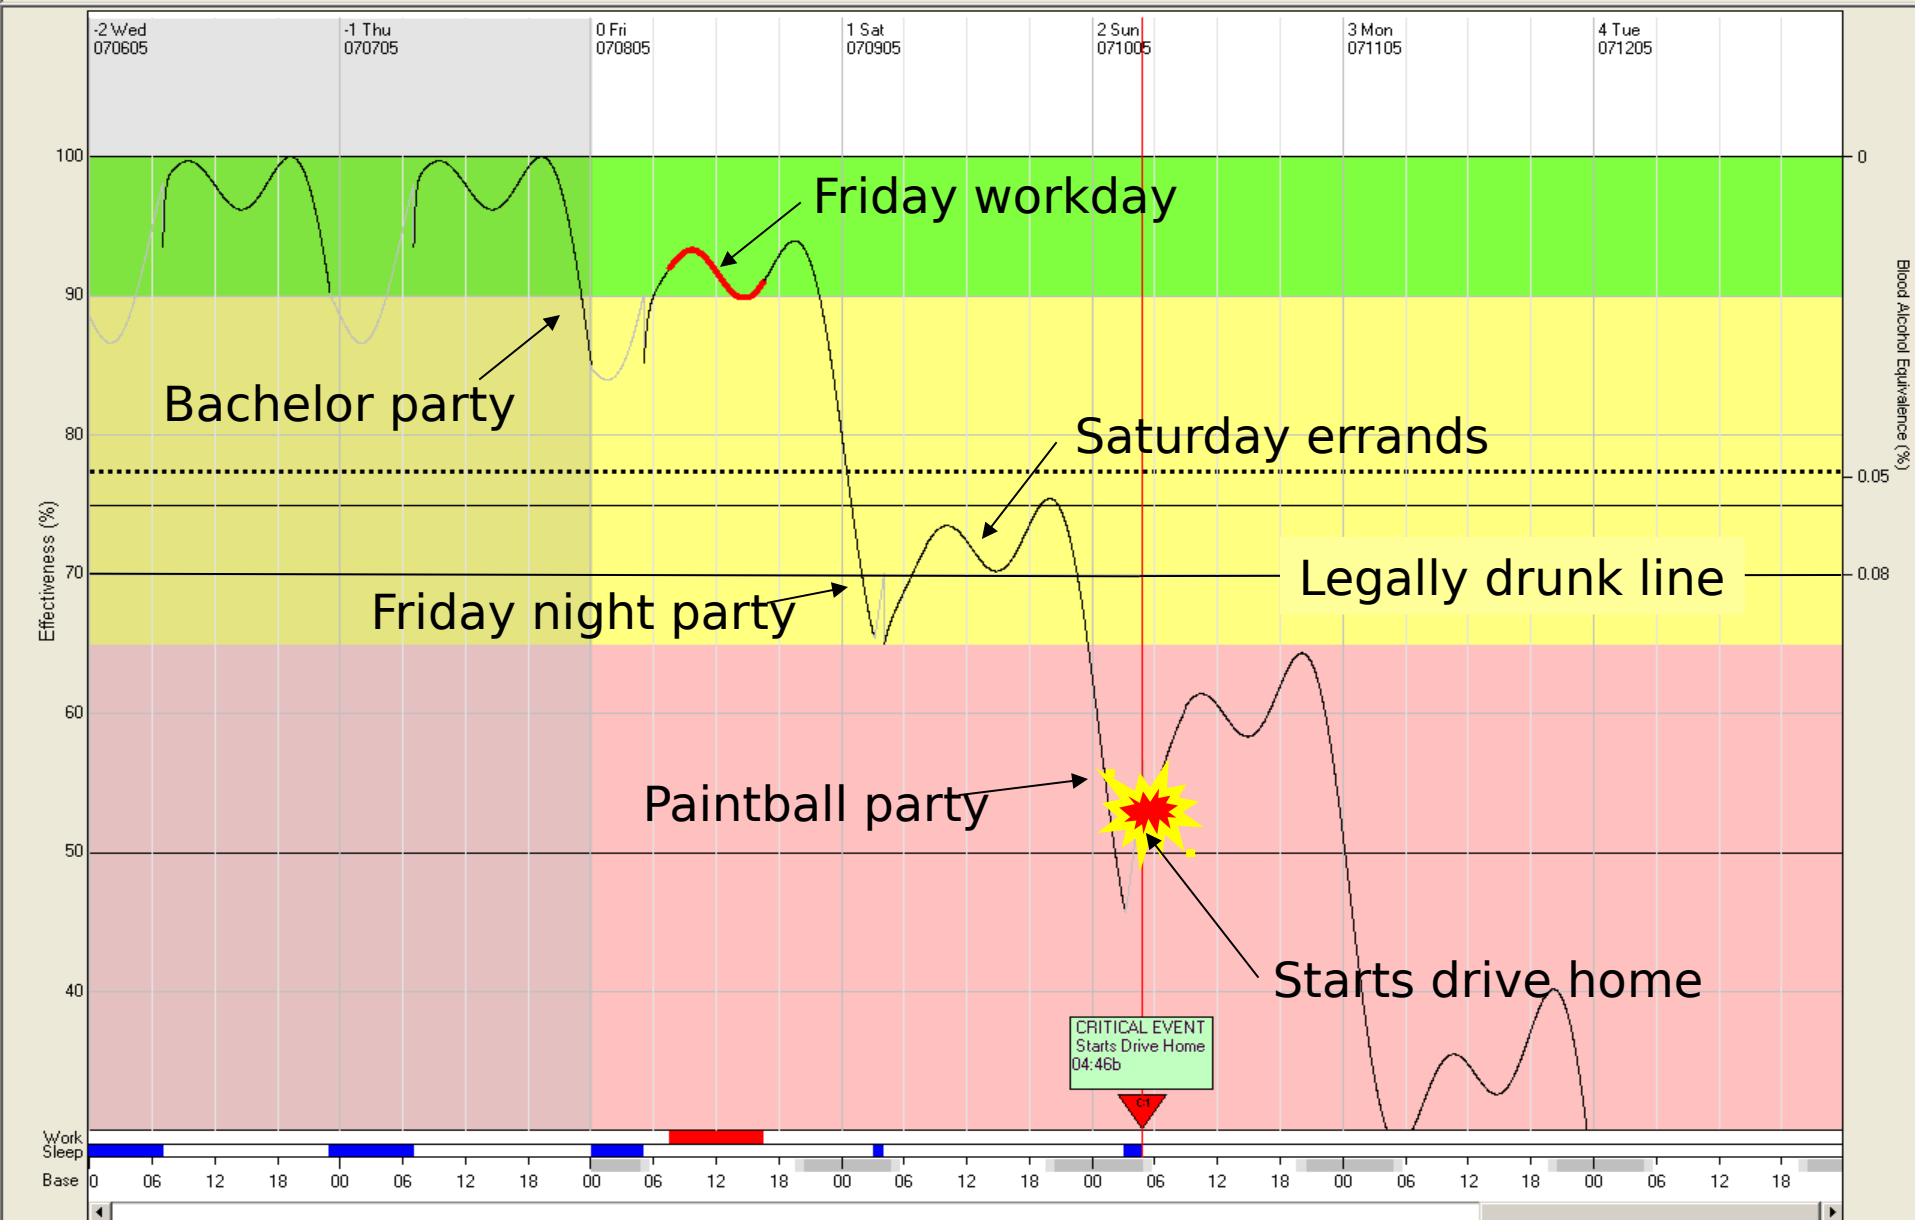 -2 Wed
070605
-1 Thu
070705
0 Fri
070805
1 Sat
070905
2 Sun
071005
3 Mon
071105
4 Tue
071205
100
90
80
70
60
50
40
Effectiveness (%)
0
0.05
0.08
Blood Alcohol Equivalence (%)
Friday workday
Bachelor party
Saturday errands
Legally drunk line
Friday night party
Paintball party
Starts drive home
CRITICAL EVENT
Starts Drive Home
04:46b
C1
Work
Sleep
Base
0 06 12 18 00 06 12 18 00 06 12 18 00 06 12 18 00 06 12 18 00 06 12 18 00 06 12 18